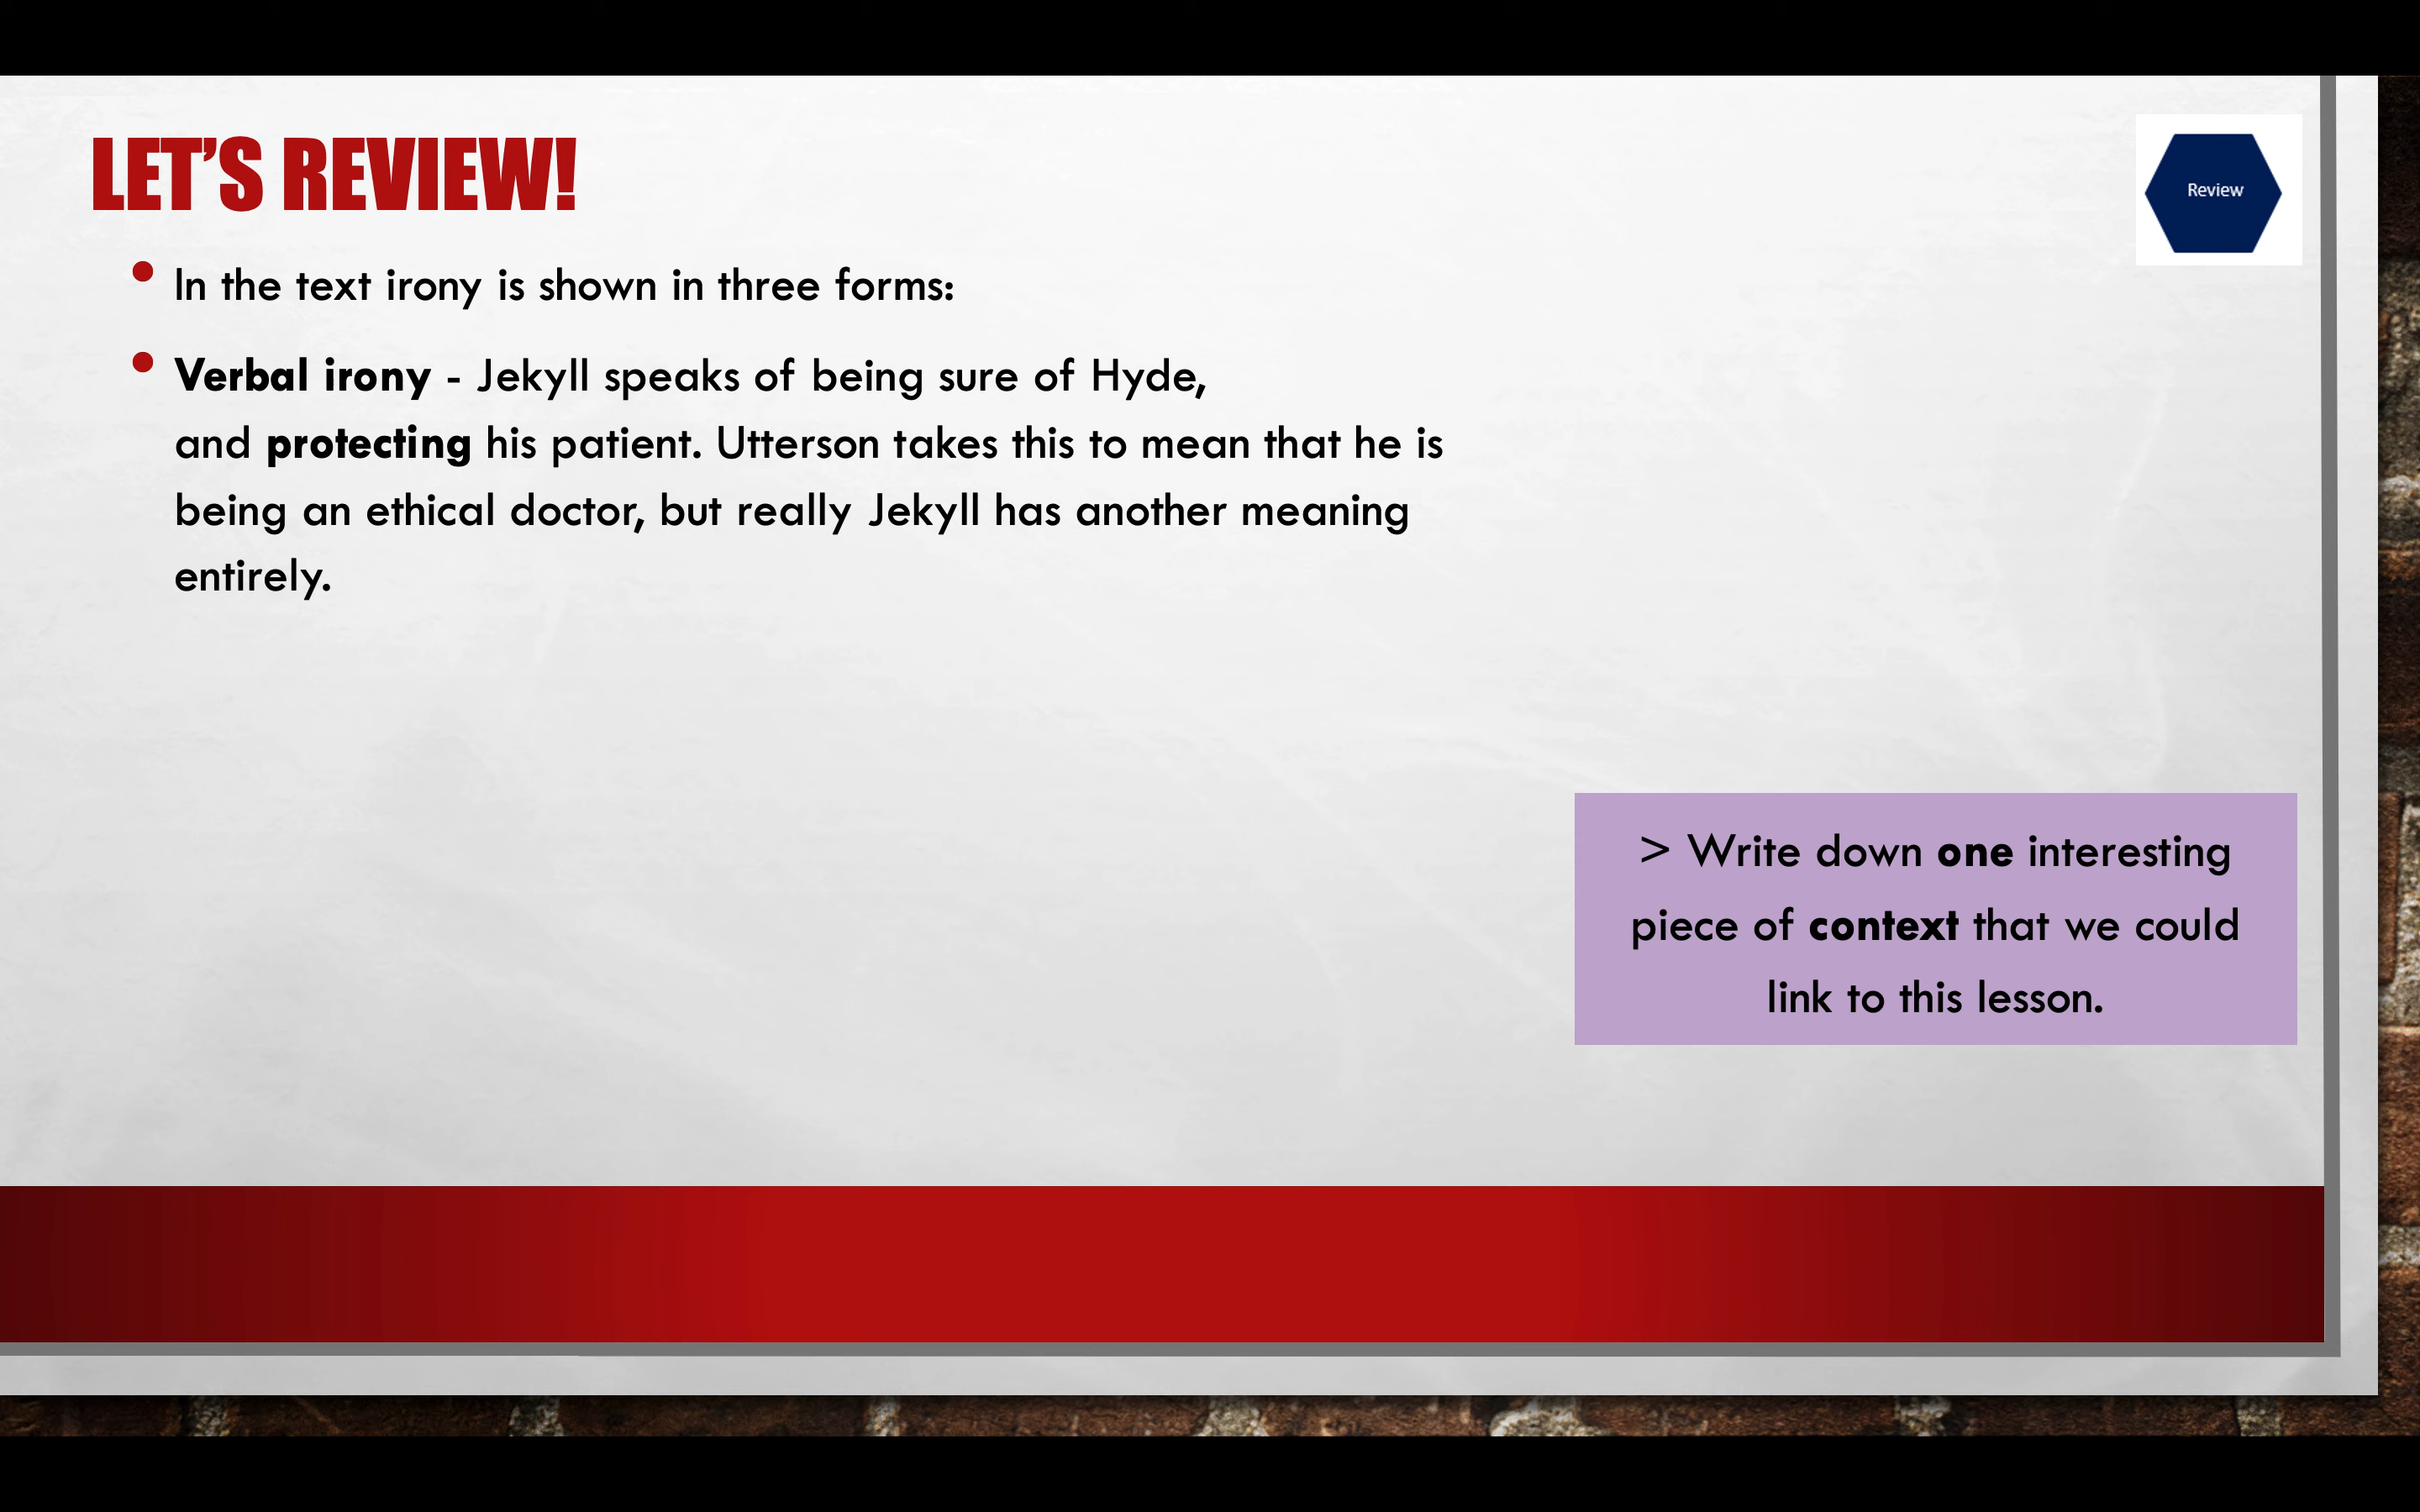 LET'S REVIEW!
Review
• In the text irony is shown in three forms:
• Verbal irony - Jekyll speaks of being sure of Hyde,
and protecting his patient. Utterson takes this to mean that he is
being an ethical doctor, but really Jekyll has another meaning
entirely.
> Write down one interesting
piece of context that we could
link to this lesson.